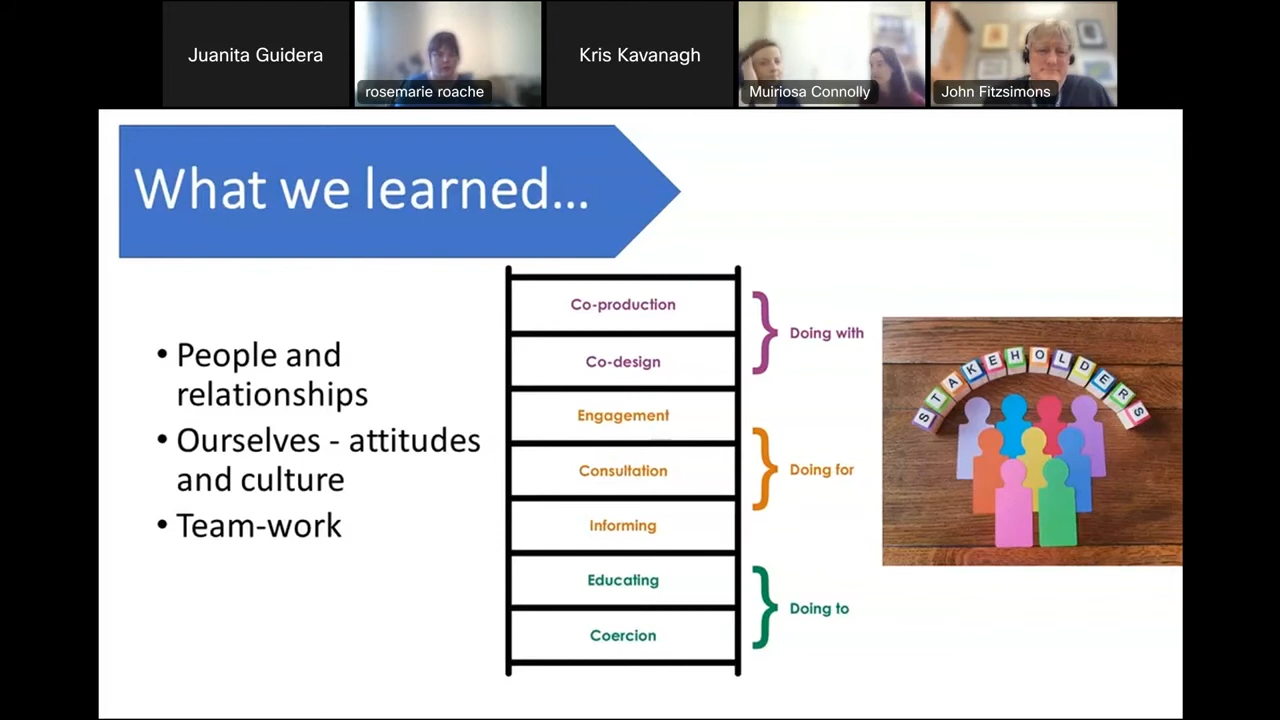 Juanita Guidera
rosemarie roache
Kris Kavanagh
Muiriosa Connolly
John Fitzsimons
What we learned...
• People and
relationships
• Ourselves - attitudes
and culture
• Team-work
Co-production
Co-design
Engagement
Consultation
Informing
Educating
Coercion
Doing with
Doing for
Doing to
STAKEHOLDERS